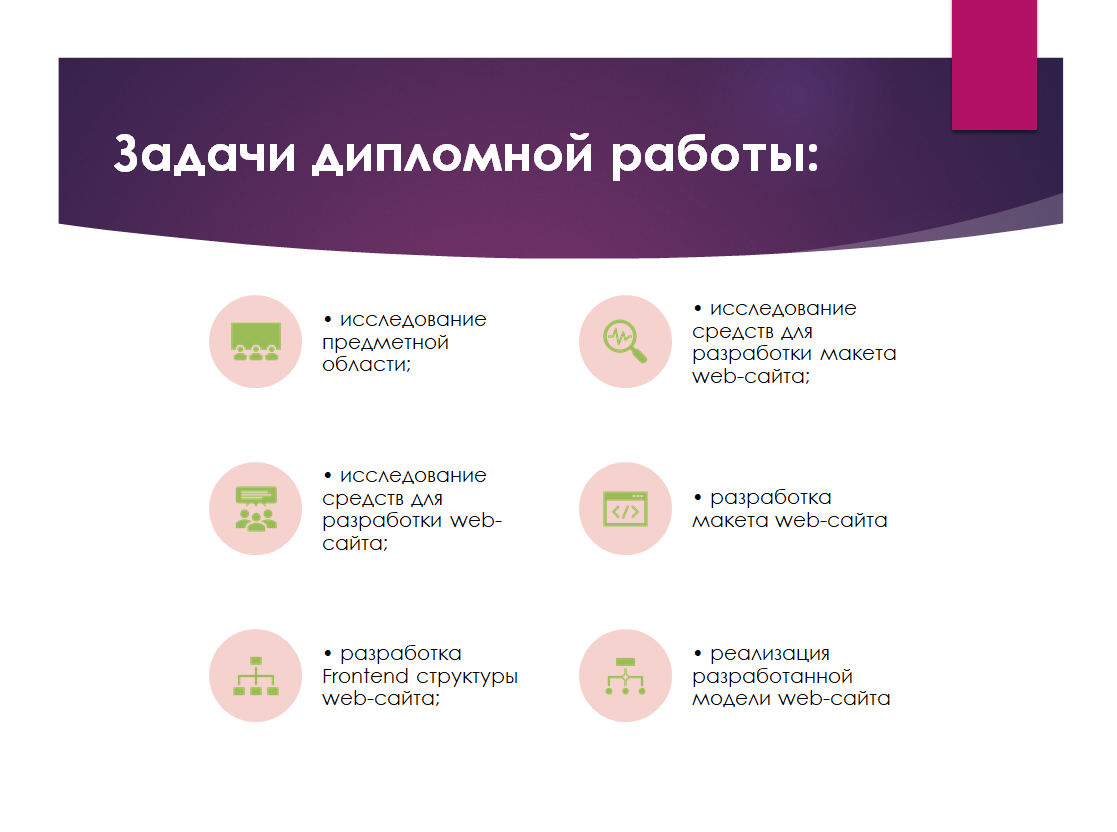 Задачи дипломной работы:
• исследование
предметной
области;
• исследование
средств для
разработки макета
web-сайта;
• исследование
средств для
разработки web-
сайта;
• разработка
макета web-сайта
• разработка
Frontend структуры
web-сайта;
• реализация
разработанной
модели web-сайта